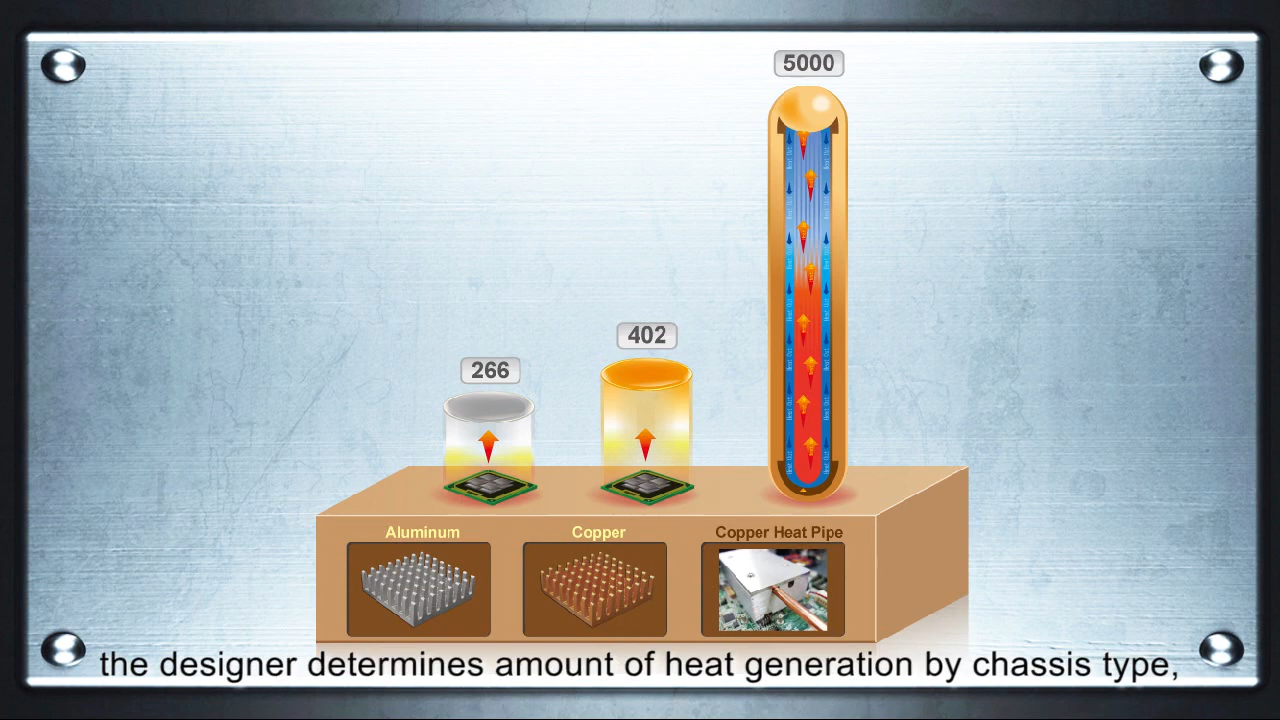 5000
402
266
Aluminum
Copper
Copper Heat Pipe
the designer determines amount of heat generation by chassis type,